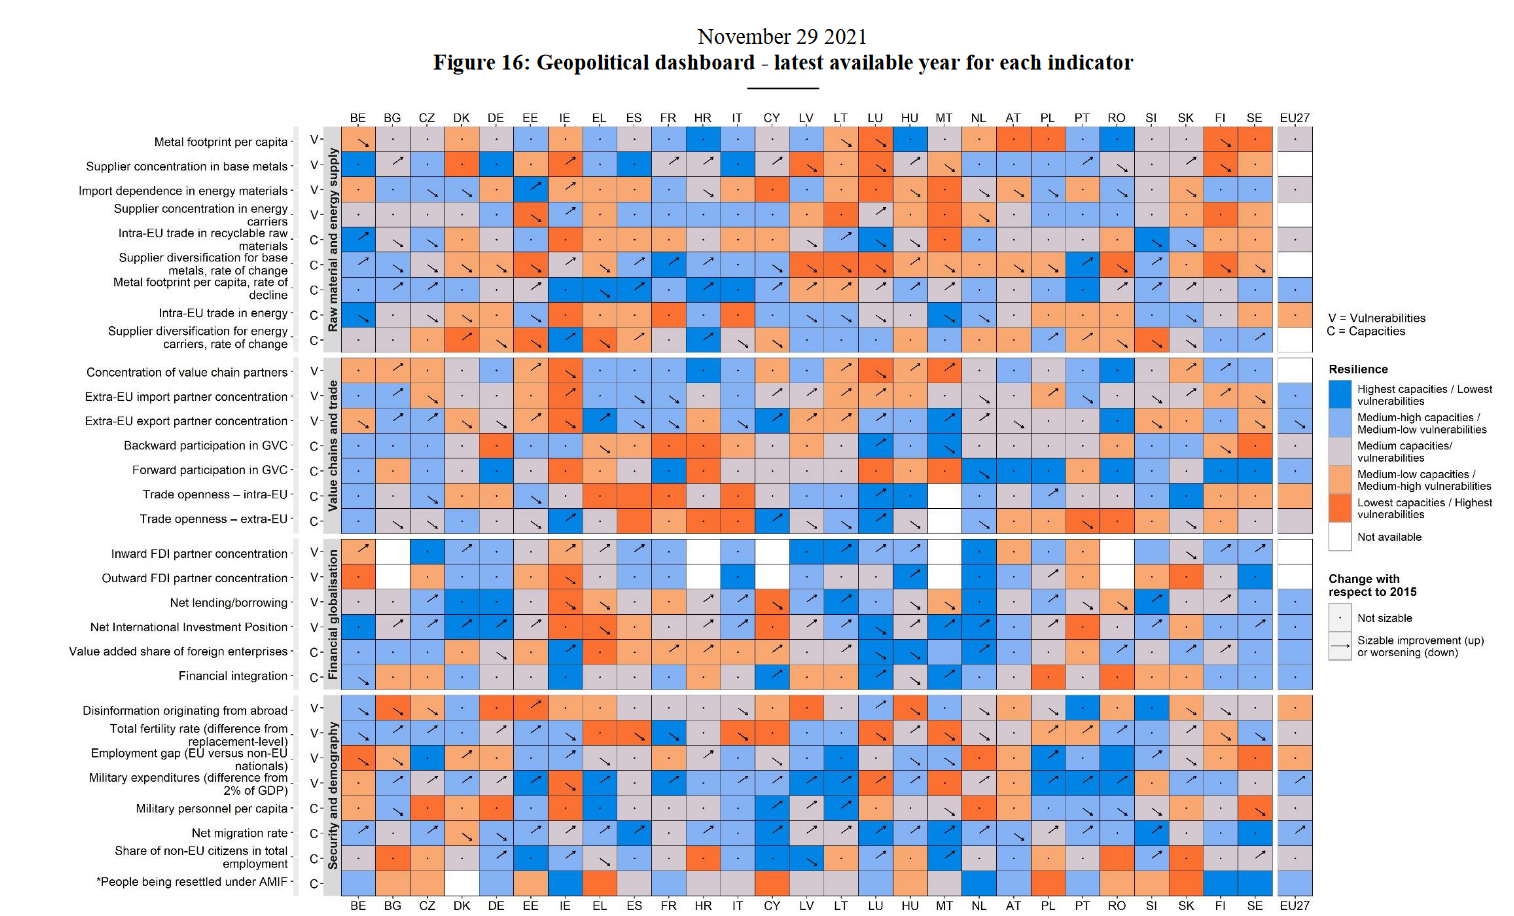 November 29 2021
Figure 16: Geopolitical dashboard - latest available year for each indicator
BE BG CZ DK DE EE IE EL ES FR HR IT CY LV LT LU HU MT NL AT PL PT RO SI SK FI SE EU27
Raw material and energy supply
Metal footprint per capita V
Supplier concentration in base metals V
Import dependence in energy materials V
Supplier concentration in energy
carriers V
Intra-EU trade in recyclable raw
materials C
Supplier diversification for base
metals, rate of change C
Metal footprint per capita, rate of
decline C
Intra-EU trade in energy C
Supplier diversification for energy
carriers, rate of change C
Value chains and trade
Concentration of value chain partners V
Extra-EU import partner concentration V
Extra-EU export partner concentration V
Backward participation in GVC C
Forward participation in GVC C
Trade openness – intra-EU C
Trade openness – extra-EU C
Financial globalisation
Inward FDI partner concentration V
Outward FDI partner concentration V
Net lending/borrowing V
Net International Investment Position V
Value added share of foreign enterprises C
Financial integration C
Security and demography
Disinformation originating from abroad V
Total fertility rate (difference from
replacement-level) V
Employment gap (EU versus non-EU
nationals) V
Military expenditures (difference from
2% of GDP) V
Military personnel per capita C
Net migration rate C
Share of non-EU citizens in total
employment C
*People being resettled under AMIF C
BE BG CZ DK DE EE IE EL ES FR HR IT CY LV LT LU HU MT NL AT PL PT RO SI SK FI SE EU27
V = Vulnerabilities
C = Capacities
Resilience
Highest capacities / Lowest
vulnerabilities
Medium-high capacities /
Medium-low vulnerabilities
Medium capacities/
vulnerabilities
Medium-low capacities /
Medium-high vulnerabilities
Lowest capacities / Highest
vulnerabilities
Not available
Change with
respect to 2015
Not sizable
Sizable improvement (up)
or worsening (down)